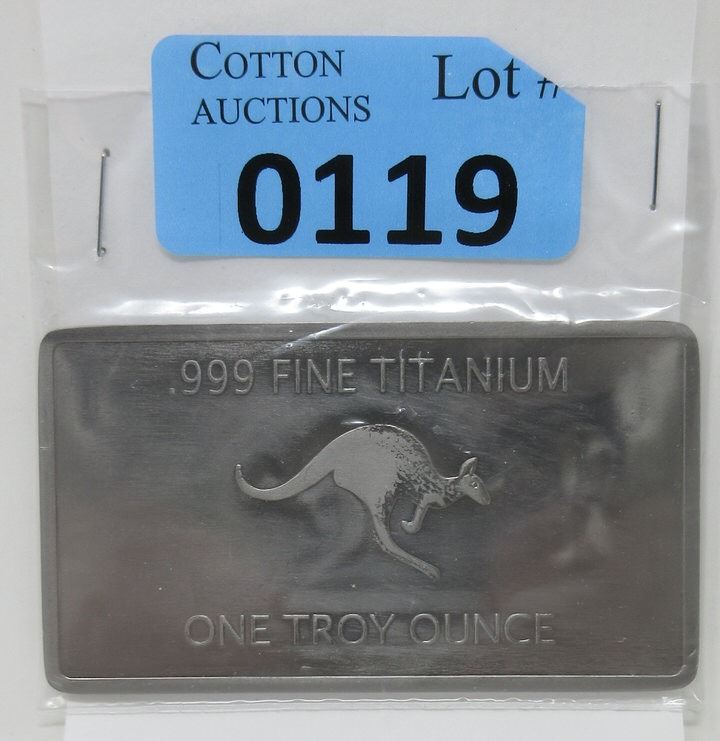 COTTON
AUCTIONS
Lot #
0119
.999 FINE TITANIUM
ONE TROY OUNCE